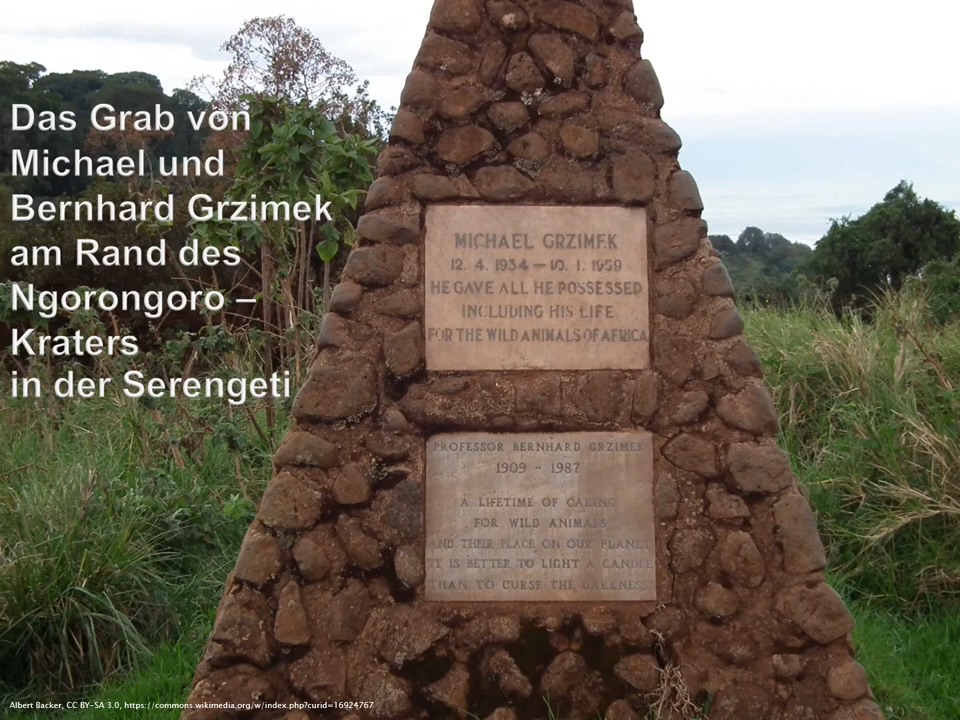 Das Grab von
Michael und
Bernhard Grzimek
am Rand des
Ngorongoro –
Kraters
in der Serengeti
MICHAEL GRZIMEK
12. 4. 1934 — 10. 1. 1959
HE GAVE ALL HE POSSESSED
INCLUDING HIS LIFE
FOR THE WILD ANIMALS OF AFRICA
PROFESSOR BERNHARD GRZIMEK
1909 - 1987
A LIFETIME OF CARING
FOR WILD ANIMALS
AND THEIR PLACE ON OUR PLANET
IT IS BETTER TO LIGHT A CANDLE
THAN TO CURSE THE DARKNESS
Albert Backer, CC BY-SA 3.0, https://commons.wikimedia.org/w/index.php?curid=16924767